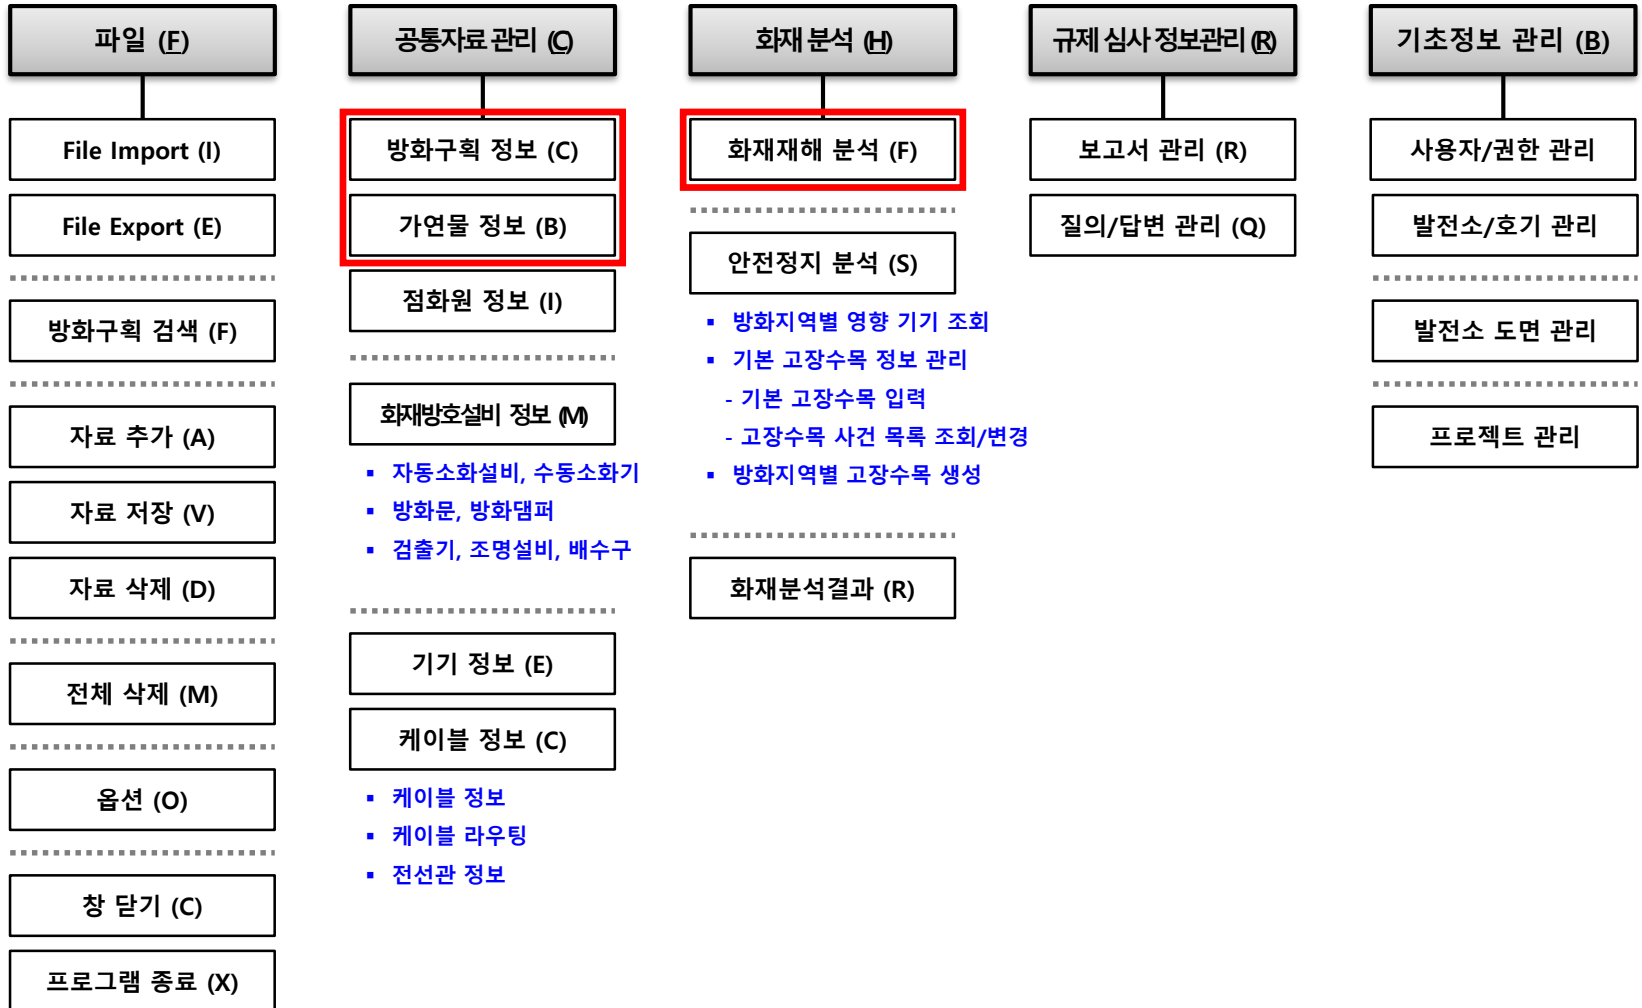 파일 (F)
File Import (I)
File Export (E)
방화구획 검색 (F)
자료 추가 (A)
자료 저장 (V)
자료 삭제 (D)
전체 삭제 (M)
옵션 (O)
창 닫기 (C)
프로그램 종료 (X)
공통자료 관리 (C)
방화구획 정보 (C)
가연물 정보 (B)
점화원 정보 (I)
화재방호설비 정보 (M)
▪ 자동소화설비, 수동소화기
▪ 방화문, 방화댐퍼
▪ 검출기, 조명설비, 배수구
기기 정보 (E)
케이블 정보 (C)
▪ 케이블 정보
▪ 케이블 라우팅
▪ 전선관 정보
화재 분석 (H)
화재재해 분석 (F)
안전정지 분석 (S)
▪ 방화지역별 영향 기기 조회
▪ 기본 고장수목 정보 관리
- 기본 고장수목 입력
- 고장수목 사건 목록 조회/변경
▪ 방화지역별 고장수목 생성
화재분석결과 (R)
규제 심사 정보관리 (R)
보고서 관리 (R)
질의/답변 관리 (Q)
기초정보 관리 (B)
사용자/권한 관리
발전소/호기 관리
발전소 도면 관리
프로젝트 관리